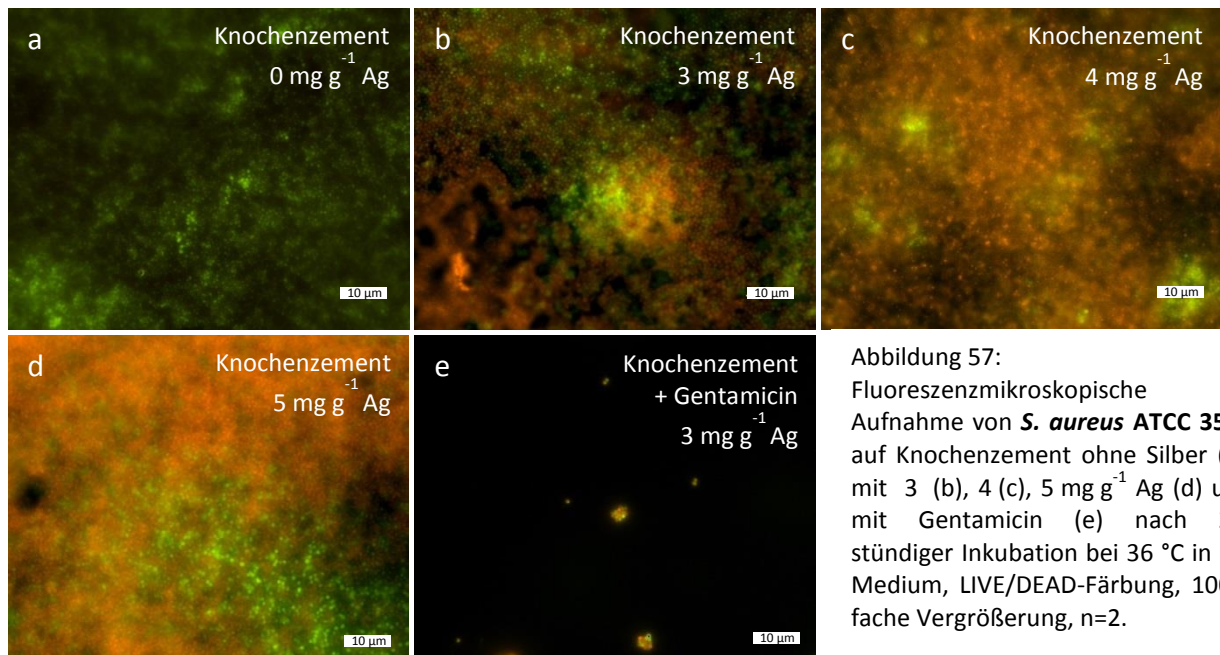 a
Knochenzement
0 mg g⁻¹ Ag
10 µm
b
Knochenzement
3 mg g⁻¹ Ag
10 µm
c
Knochenzement
4 mg g⁻¹ Ag
10 µm
d
Knochenzement
5 mg g⁻¹ Ag
10 µm
e
Knochenzement
+ Gentamicin
3 mg g⁻¹ Ag
10 µm
Abbildung 57:
Fluoreszenzmikroskopische
Aufnahme von S. aureus ATCC 35
auf Knochenzement ohne Silber (
mit 3 (b), 4 (c), 5 mg g⁻¹ Ag (d) u
mit Gentamicin (e) nach
stündiger Inkubation bei 36 °C in
Medium, LIVE/DEAD-Färbung, 100
fache Vergrößerung, n=2.